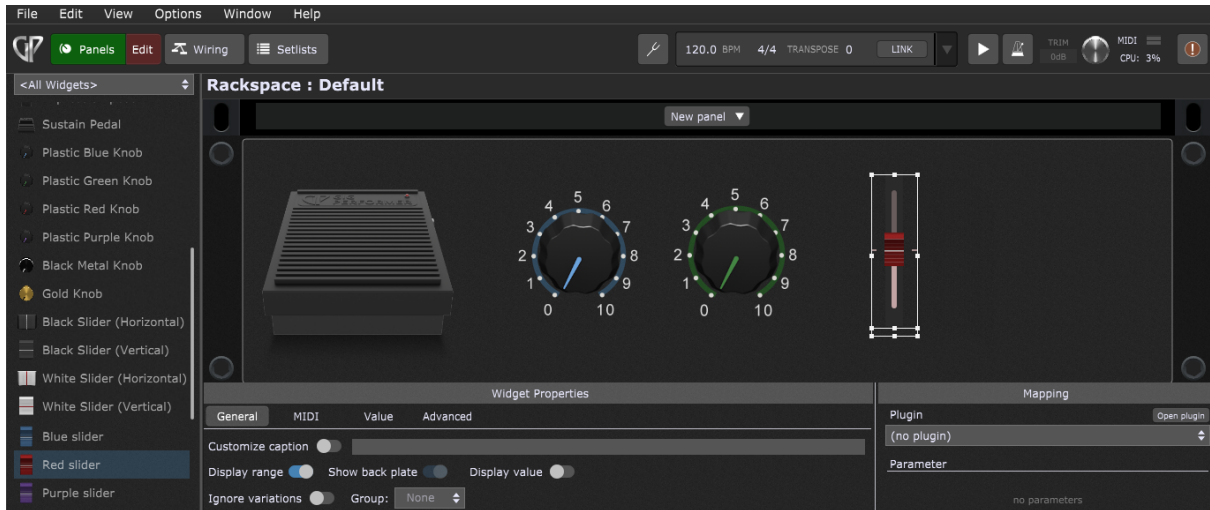 File Edit View Options Window Help
GP Panels Edit Wiring Setlists 120.0 BPM 4/4 TRANSPOSE 0 LINK TRIM 0dB MIDI CPU: 3%
<All Widgets>
Rackspace : Default
New panel
Sustain Pedal
Plastic Blue Knob
Plastic Green Knob
Plastic Red Knob
Plastic Purple Knob
Black Metal Knob
Gold Knob
Black Slider (Horizontal)
Black Slider (Vertical)
White Slider (Horizontal)
White Slider (Vertical)
Blue slider
Red slider
Purple slider
GIG PERFORMER
0 1 2 3 4 5 6 7 8 9 10
0 1 2 3 4 5 6 7 8 9 10
Widget Properties
General MIDI Value Advanced
Customize caption
Display range Show back plate Display value
Ignore variations Group: None
Mapping
Plugin Open plugin
(no plugin)
Parameter
no parameters